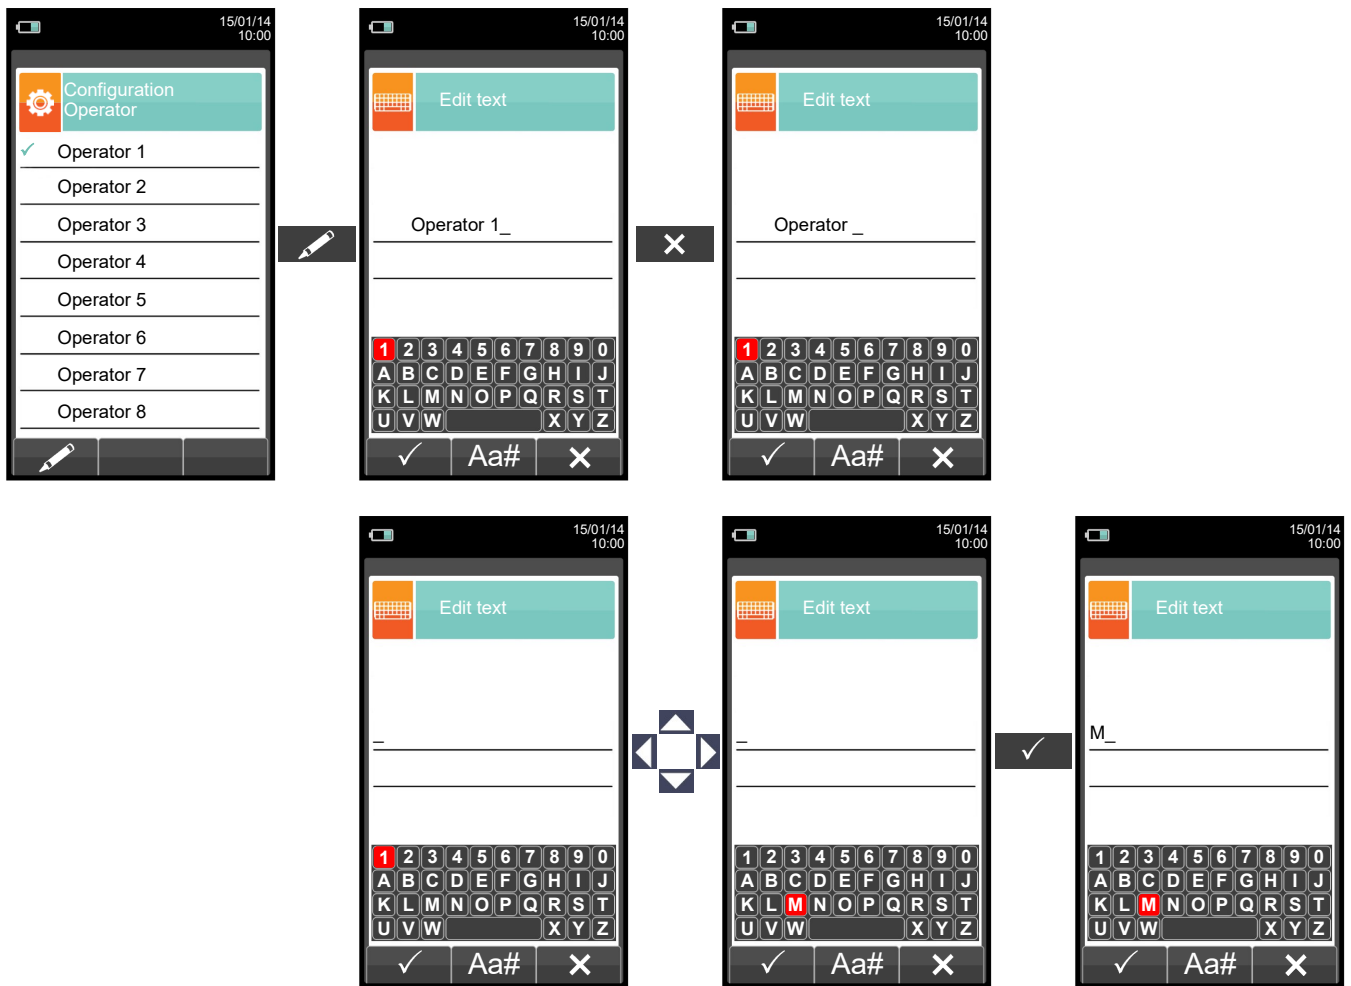 15/01/14
10:00
Configuration
Operator
Operator 1
Operator 2
Operator 3
Operator 4
Operator 5
Operator 6
Operator 7
Operator 8
15/01/14
10:00
Edit text
Operator 1_
1 2 3 4 5 6 7 8 9 0
A B C D E F G H I J
K L M N O P Q R S T
U V W X Y Z
Aa#
15/01/14
10:00
Edit text
Operator _
1 2 3 4 5 6 7 8 9 0
A B C D E F G H I J
K L M N O P Q R S T
U V W X Y Z
Aa#
15/01/14
10:00
Edit text
_
1 2 3 4 5 6 7 8 9 0
A B C D E F G H I J
K L M N O P Q R S T
U V W X Y Z
Aa#
15/01/14
10:00
Edit text
_
1 2 3 4 5 6 7 8 9 0
A B C D E F G H I J
K L M N O P Q R S T
U V W X Y Z
Aa#
15/01/14
10:00
Edit text
M_
1 2 3 4 5 6 7 8 9 0
A B C D E F G H I J
K L M N O P Q R S T
U V W X Y Z
Aa#